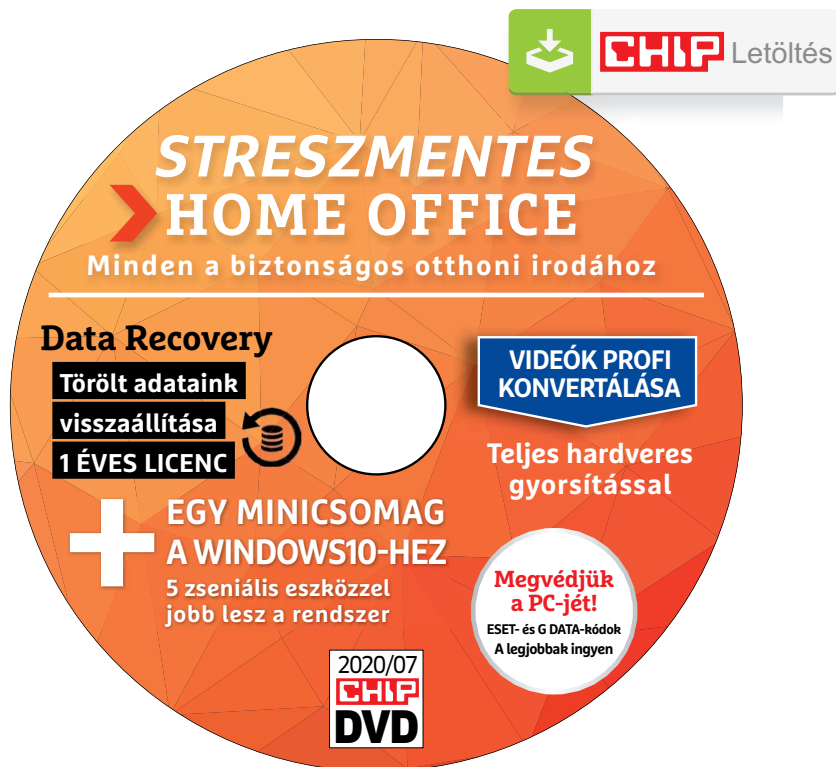 CHIP Letöltés
STRESZMENTES
HOME OFFICE
Minden a biztonságos otthoni irodához
Data Recovery
Törölt adataink
visszaállítása
1 ÉVES LICENC
VIDEÓK PROFI
KONVERTÁLÁSA
Teljes hardveres
gyorsítással
EGY MINICSOMAG
A WINDOWS10-HEZ
5 zseniális eszközzel
jobb lesz a rendszer
Megvédjük
a PC-jét!
ESET- és G DATA-kódok
A legjobbak ingyen
2020/07
CHIP
DVD